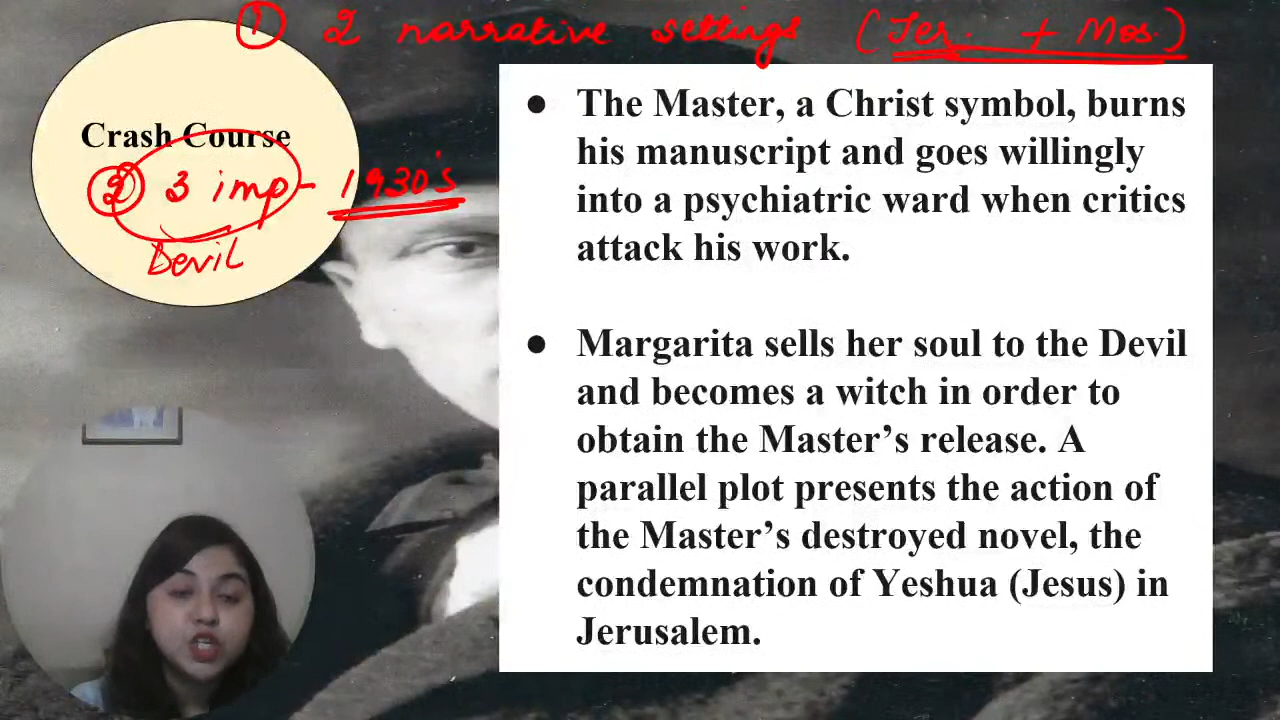 ① 2 narrative settings (Jer. + Mos.)
Crash Course
② 3 imp - 1930's
Devil
● The Master, a Christ symbol, burns
his manuscript and goes willingly
into a psychiatric ward when critics
attack his work.
● Margarita sells her soul to the Devil
and becomes a witch in order to
obtain the Master’s release. A
parallel plot presents the action of
the Master’s destroyed novel, the
condemnation of Yeshua (Jesus) in
Jerusalem.